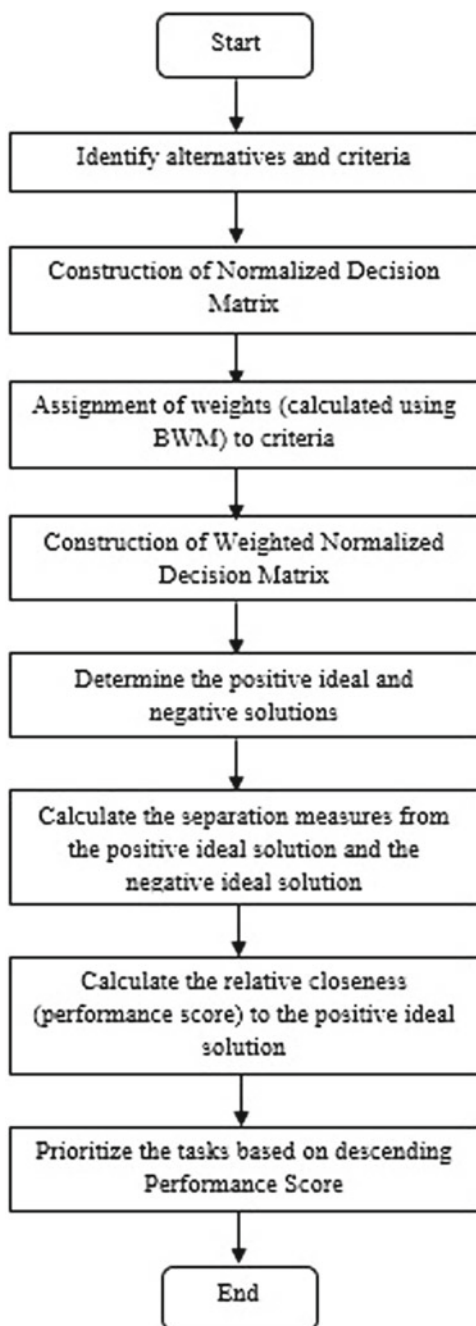 Start
Identify alternatives and criteria
Construction of Normalized Decision
Matrix
Assignment of weights (calculated using
BWM) to criteria
Construction of Weighted Normalized
Decision Matrix
Determine the positive ideal and
negative solutions
Calculate the separation measures from
the positive ideal solution and the
negative ideal solution
Calculate the relative closeness
(performance score) to the positive ideal
solution
Prioritize the tasks based on descending
Performance Score
End